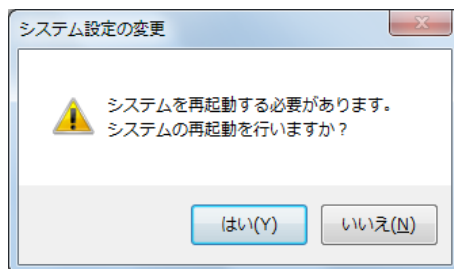 システム設定の変更
システムを再起動する必要があります。
システムの再起動を行いますか？
はい(Y)
いいえ(N)